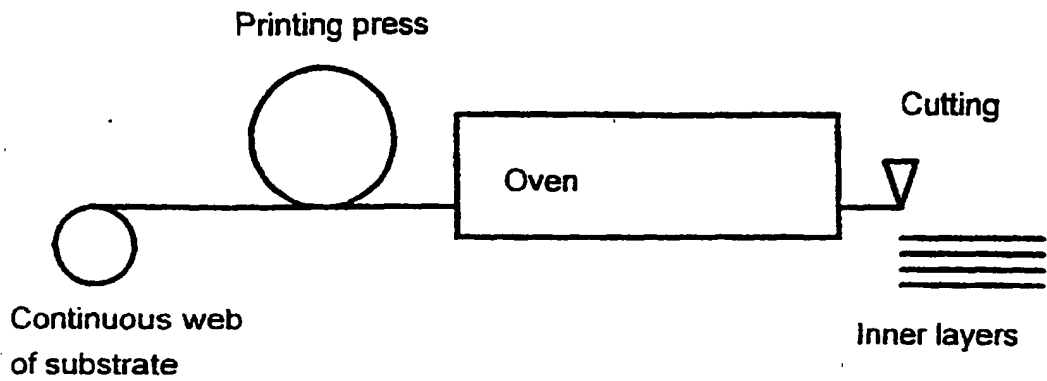 Printing press
Cutting
Oven
Continuous web
of substrate
Inner layers